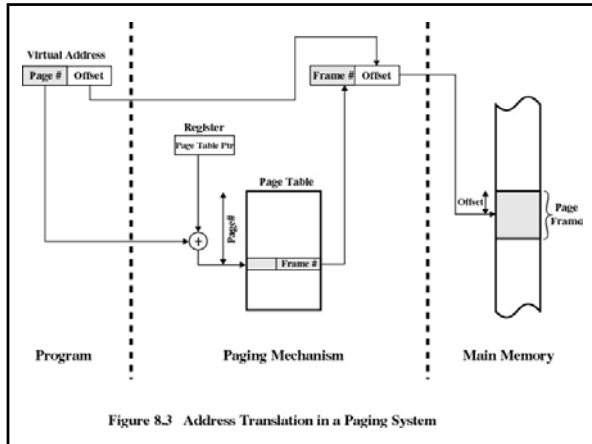 Virtual Address
Page # Offset
Frame # Offset
Register
Page Table Ptr
Page Table
Page#
Offset
Page
Frame
+
Frame #
Program
Paging Mechanism
Main Memory
Figure 8.3 Address Translation in a Paging System